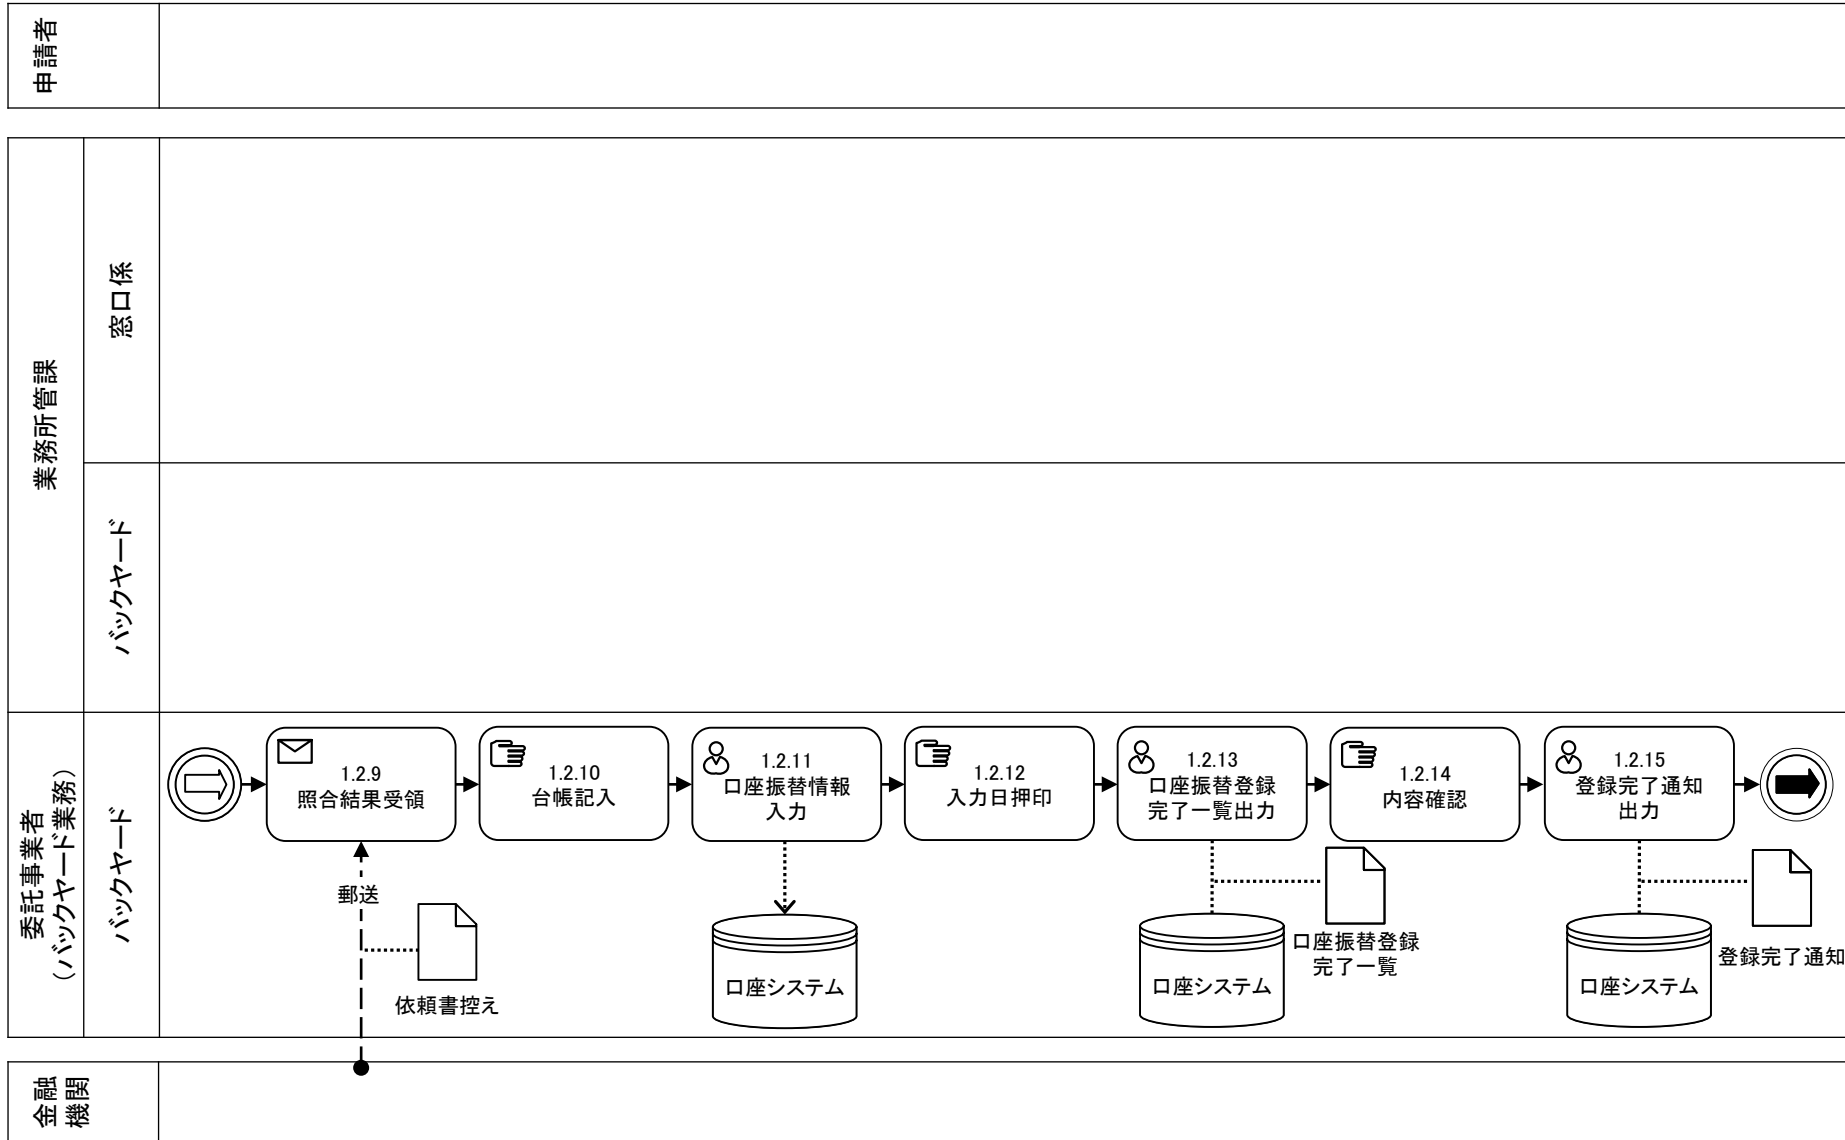 申請者
業務所管課
窓口係
バックヤード
委託事業者
（バックヤード業務）
バックヤード
1.2.9
照合結果受領
1.2.10
台帳記入
1.2.11
口座振替情報
入力
1.2.12
入力日押印
1.2.13
口座振替登録
完了一覧出力
1.2.14
内容確認
1.2.15
登録完了通知
出力
郵送
依頼書控え
口座システム
口座システム
口座振替登録
完了一覧
口座システム
登録完了通知
金融
機関